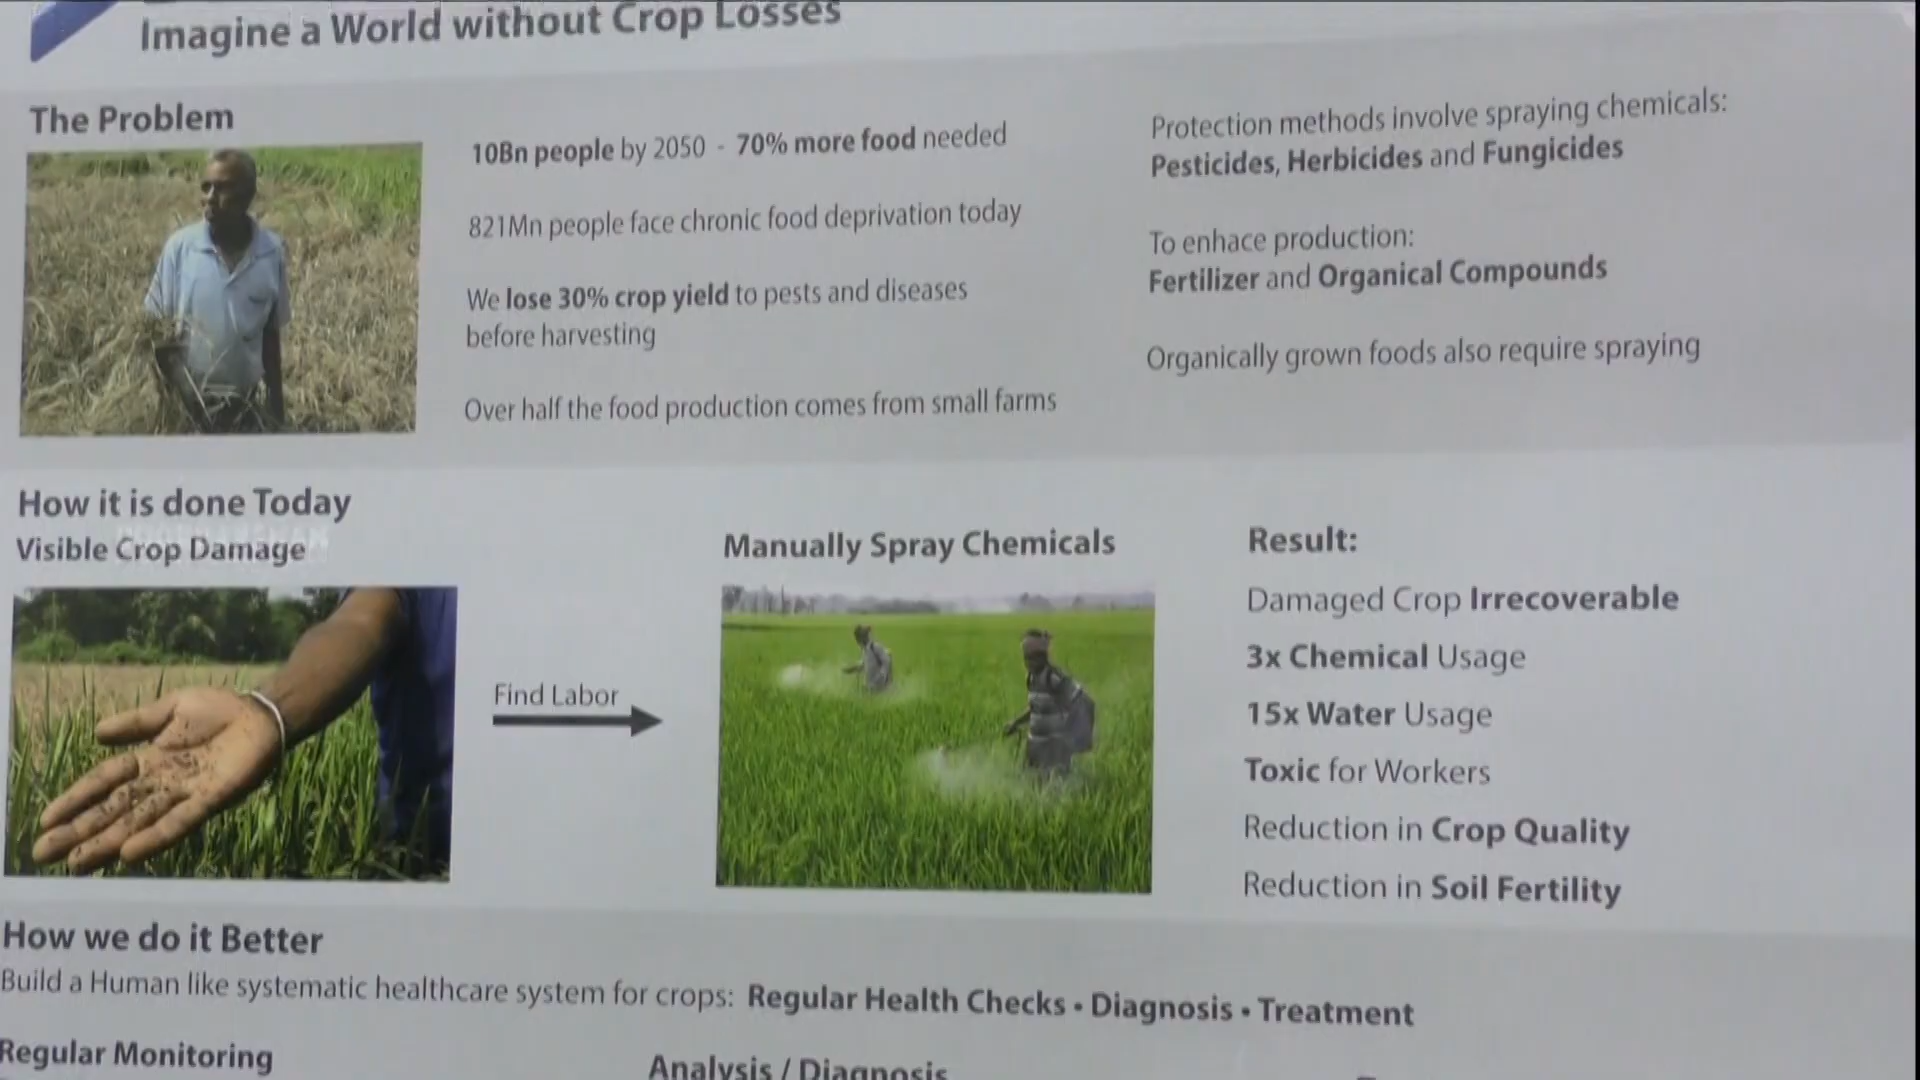 Imagine a World without Crop Losses
The Problem
10Bn people by 2050 - 70% more food needed
821Mn people face chronic food deprivation today
We lose 30% crop yield to pests and diseases
before harvesting
Over half the food production comes from small farms
Protection methods involve spraying chemicals:
Pesticides, Herbicides and Fungicides
To enhace production:
Fertilizer and Organical Compounds
Organically grown foods also require spraying
How it is done Today
Visible Crop Damage
Find Labor
Manually Spray Chemicals
Result:
Damaged Crop Irrecoverable
3x Chemical Usage
15x Water Usage
Toxic for Workers
Reduction in Crop Quality
Reduction in Soil Fertility
How we do it Better
Build a Human like systematic healthcare system for crops: Regular Health Checks • Diagnosis • Treatment
Regular Monitoring
Analysis / Diagnosis